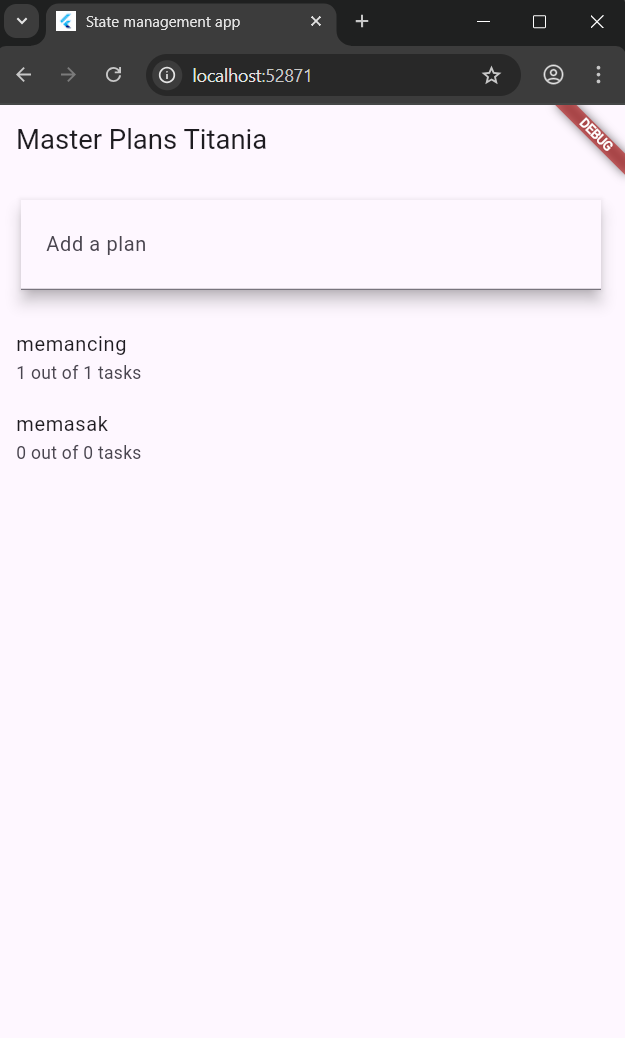 State management app
localhost:52871
DEBUG
Master Plans Titania
Add a plan
memancing
1 out of 1 tasks
memasak
0 out of 0 tasks